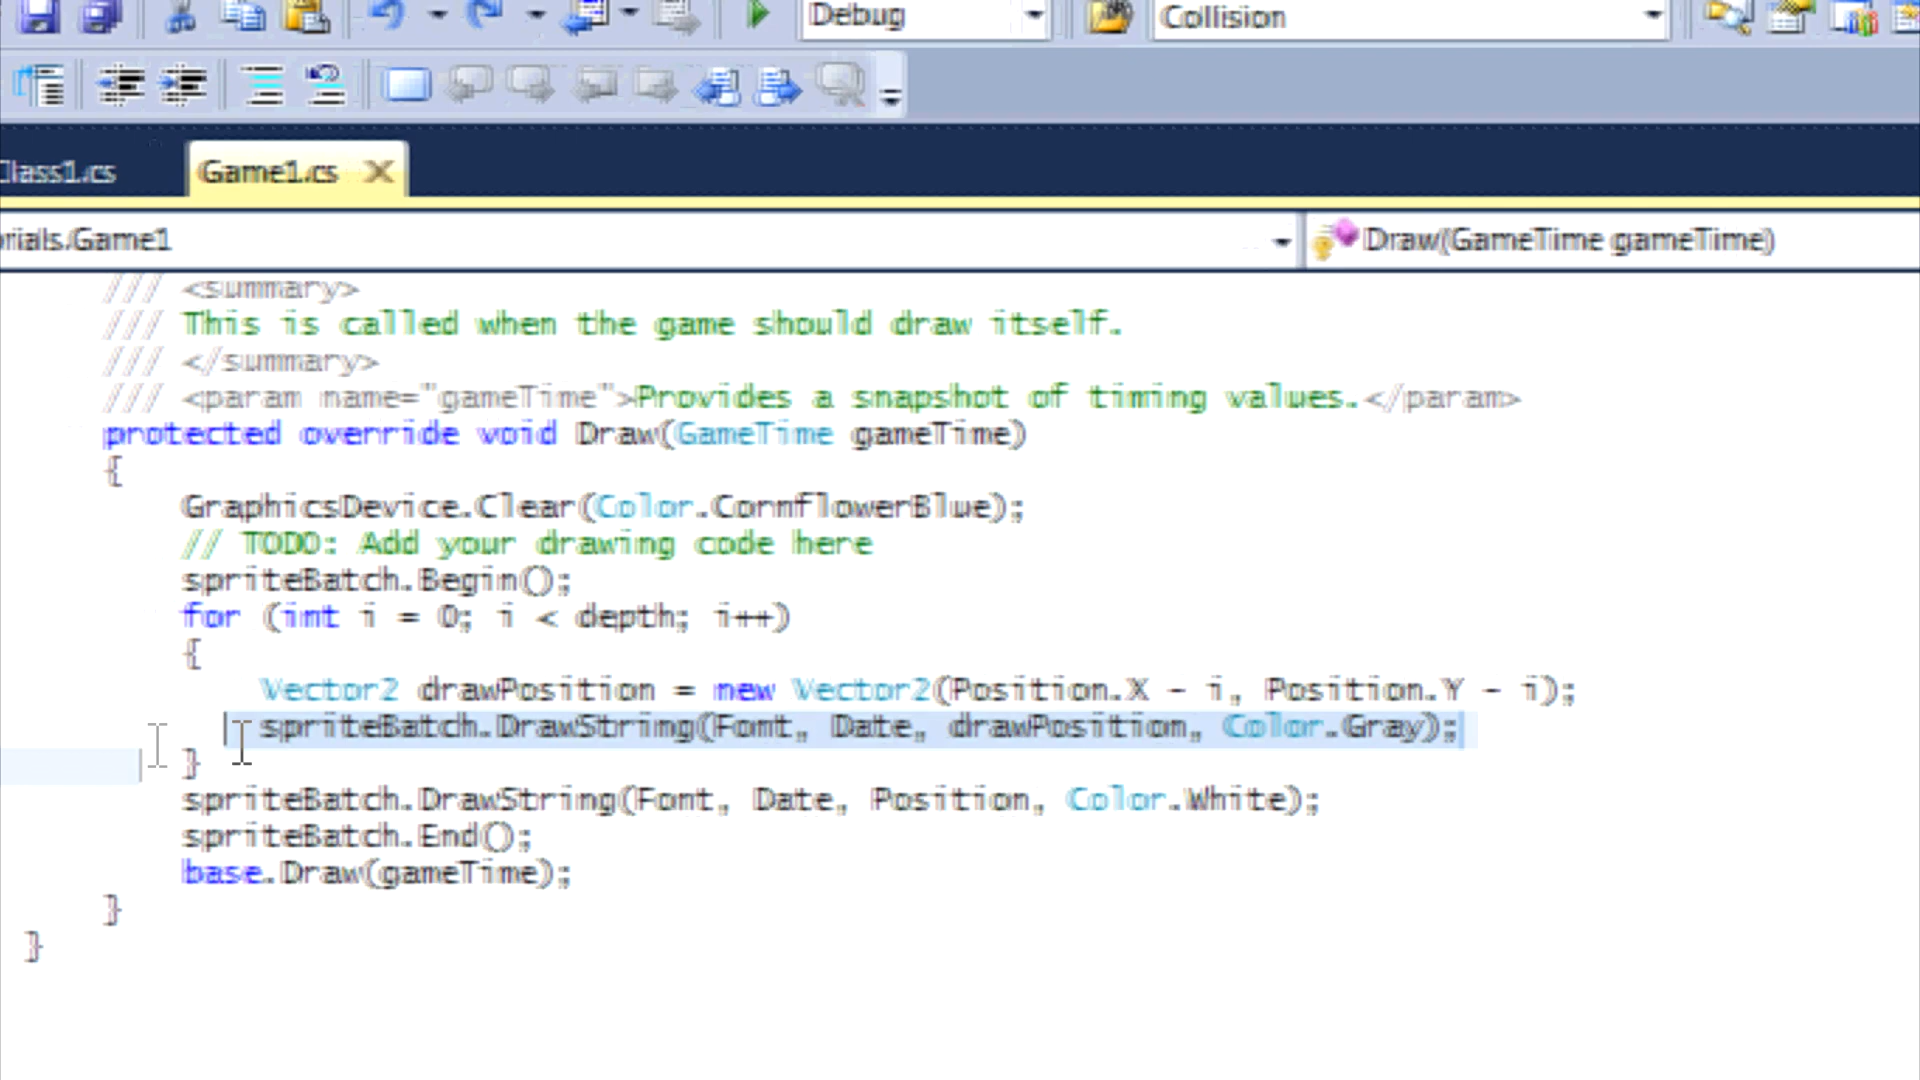 Debug
Collision
Class1.cs
Game1.cs
rials.Game1
Draw(GameTime gameTime)
/// <summary>
/// This is called when the game should draw itself.
/// </summary>
/// <param name="gameTime">Provides a snapshot of timing values.</param>
protected override void Draw(GameTime gameTime)
{
GraphicsDevice.Clear(Color.CornflowerBlue);
// TODO: Add your drawing code here
spriteBatch.Begin();
for (int i = 0; i < depth; i++)
{
Vector2 drawPosition = new Vector2(Position.X - i, Position.Y - i);
spriteBatch.DrawString(Font, Date, drawPosition, Color.Gray);
}
spriteBatch.DrawString(Font, Date, Position, Color.White);
spriteBatch.End();
base.Draw(gameTime);
}
}